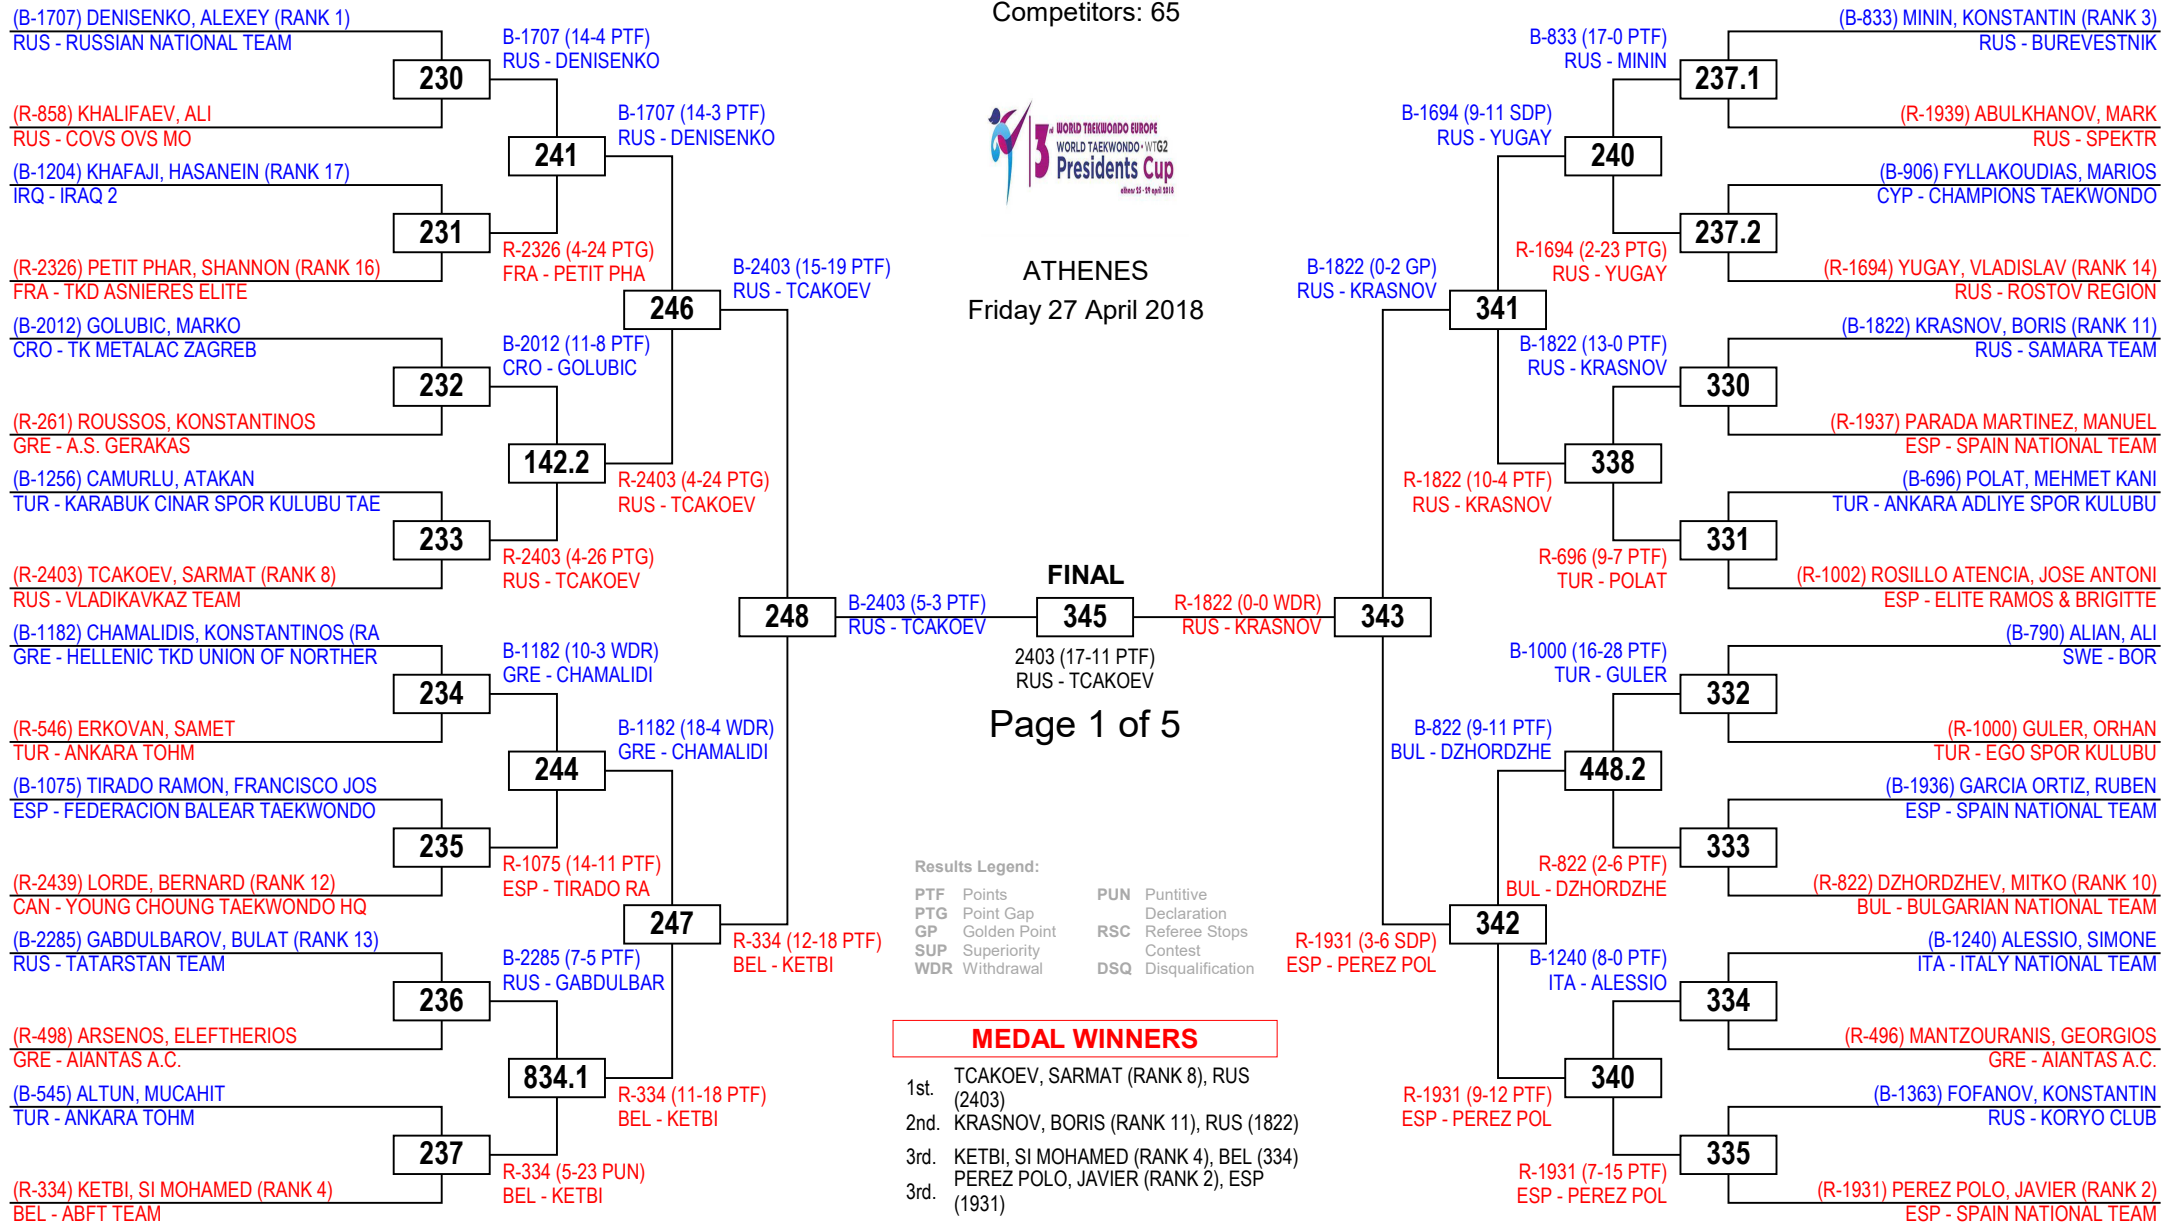 Competitors: 65
(B-1707) DENISENKO, ALEXEY (RANK 1)
RUS - RUSSIAN NATIONAL TEAM
(R-858) KHALIFAEV, ALI
RUS - COVS OVS MO
(B-1204) KHAFAJI, HASANEIN (RANK 17)
IRQ - IRAQ 2
(R-2326) PETIT PHAR, SHANNON (RANK 16)
FRA - TKD ASNIERES ELITE
(B-2012) GOLUBIC, MARKO
CRO - TK METALAC ZAGREB
(R-261) ROUSSOS, KONSTANTINOS
GRE - A.S. GERAKAS
(B-1256) CAMURLU, ATAKAN
TUR - KARABUK CINAR SPOR KULUBU TAE
(R-2403) TCAKOEV, SARMAT (RANK 8)
RUS - VLADIKAVKAZ TEAM
(B-1182) CHAMALIDIS, KONSTANTINOS (RA
GRE - HELLENIC TKD UNION OF NORTHER
(R-546) ERKOVAN, SAMET
TUR - ANKARA TOHM
(B-1075) TIRADO RAMON, FRANCISCO JOS
ESP - FEDERACION BALEAR TAEKWONDO
(R-2439) LORDE, BERNARD (RANK 12)
CAN - YOUNG CHOUNG TAEKWONDO HQ
(B-2285) GABDULBAROV, BULAT (RANK 13)
RUS - TATARSTAN TEAM
(R-498) ARSENOS, ELEFTHERIOS
GRE - AIANTAS A.C.
(B-545) ALTUN, MUCAHIT
TUR - ANKARA TOHM
(R-334) KETBI, SI MOHAMED (RANK 4)
BEL - ABFT TEAM
230
231
232
233
234
235
236
237
B-1707 (14-4 PTF)
RUS - DENISENKO
R-2326 (4-24 PTG)
FRA - PETIT PHA
B-2012 (11-8 PTF)
CRO - GOLUBIC
R-2403 (4-26 PTG)
RUS - TCAKOEV
B-1182 (10-3 WDR)
GRE - CHAMALIDI
R-1075 (14-11 PTF)
ESP - TIRADO RA
B-2285 (7-5 PTF)
RUS - GABDULBAR
R-334 (5-23 PUN)
BEL - KETBI
241
142.2
244
834.1
B-1707 (14-3 PTF)
RUS - DENISENKO
R-2403 (4-24 PTG)
RUS - TCAKOEV
B-1182 (18-4 WDR)
GRE - CHAMALIDI
R-334 (11-18 PTF)
BEL - KETBI
246
247
B-2403 (15-19 PTF)
RUS - TCAKOEV
R-334 (12-18 PTF)
BEL - KETBI
248
B-2403 (5-3 PTF)
RUS - TCAKOEV
3rd WORLD TAEKWONDO EUROPE
WORLD TAEKWONDO • WTG2
Presidents Cup
athens 25 - 29 april 2018
ATHENES
Friday 27 April 2018
FINAL
345
2403 (17-11 PTF)
RUS - TCAKOEV
Page 1 of 5
Results Legend:
PTF Points
PTG Point Gap
GP Golden Point
SUP Superiority
WDR Withdrawal
PUN Puntitive
Declaration
RSC Referee Stops
Contest
DSQ Disqualification
MEDAL WINNERS
1st. TCAKOEV, SARMAT (RANK 8), RUS
(2403)
2nd. KRASNOV, BORIS (RANK 11), RUS (1822)
3rd. KETBI, SI MOHAMED (RANK 4), BEL (334)
3rd. PEREZ POLO, JAVIER (RANK 2), ESP
(1931)
R-1822 (0-0 WDR)
RUS - KRASNOV
343
B-1822 (0-2 GP)
RUS - KRASNOV
R-1931 (3-6 SDP)
ESP - PEREZ POL
341
342
B-1694 (9-11 SDP)
RUS - YUGAY
R-1822 (10-4 PTF)
RUS - KRASNOV
B-822 (9-11 PTF)
BUL - DZHORDZHE
R-1931 (9-12 PTF)
ESP - PEREZ POL
240
338
448.2
340
B-833 (17-0 PTF)
RUS - MININ
R-1694 (2-23 PTG)
RUS - YUGAY
B-1822 (13-0 PTF)
RUS - KRASNOV
R-696 (9-7 PTF)
TUR - POLAT
B-1000 (16-28 PTF)
TUR - GULER
R-822 (2-6 PTF)
BUL - DZHORDZHE
B-1240 (8-0 PTF)
ITA - ALESSIO
R-1931 (7-15 PTF)
ESP - PEREZ POL
237.1
237.2
330
331
332
333
334
335
(B-833) MININ, KONSTANTIN (RANK 3)
RUS - BUREVESTNIK
(R-1939) ABULKHANOV, MARK
RUS - SPEKTR
(B-906) FYLLAKOUDIAS, MARIOS
CYP - CHAMPIONS TAEKWONDO
(R-1694) YUGAY, VLADISLAV (RANK 14)
RUS - ROSTOV REGION
(B-1822) KRASNOV, BORIS (RANK 11)
RUS - SAMARA TEAM
(R-1937) PARADA MARTINEZ, MANUEL
ESP - SPAIN NATIONAL TEAM
(B-696) POLAT, MEHMET KANI
TUR - ANKARA ADLIYE SPOR KULUBU
(R-1002) ROSILLO ATENCIA, JOSE ANTONI
ESP - ELITE RAMOS & BRIGITTE
(B-790) ALIAN, ALI
SWE - BOR
(R-1000) GULER, ORHAN
TUR - EGO SPOR KULUBU
(B-1936) GARCIA ORTIZ, RUBEN
ESP - SPAIN NATIONAL TEAM
(R-822) DZHORDZHEV, MITKO (RANK 10)
BUL - BULGARIAN NATIONAL TEAM
(B-1240) ALESSIO, SIMONE
ITA - ITALY NATIONAL TEAM
(R-496) MANTZOURANIS, GEORGIOS
GRE - AIANTAS A.C.
(B-1363) FOFANOV, KONSTANTIN
RUS - KORYO CLUB
(R-1931) PEREZ POLO, JAVIER (RANK 2)
ESP - SPAIN NATIONAL TEAM